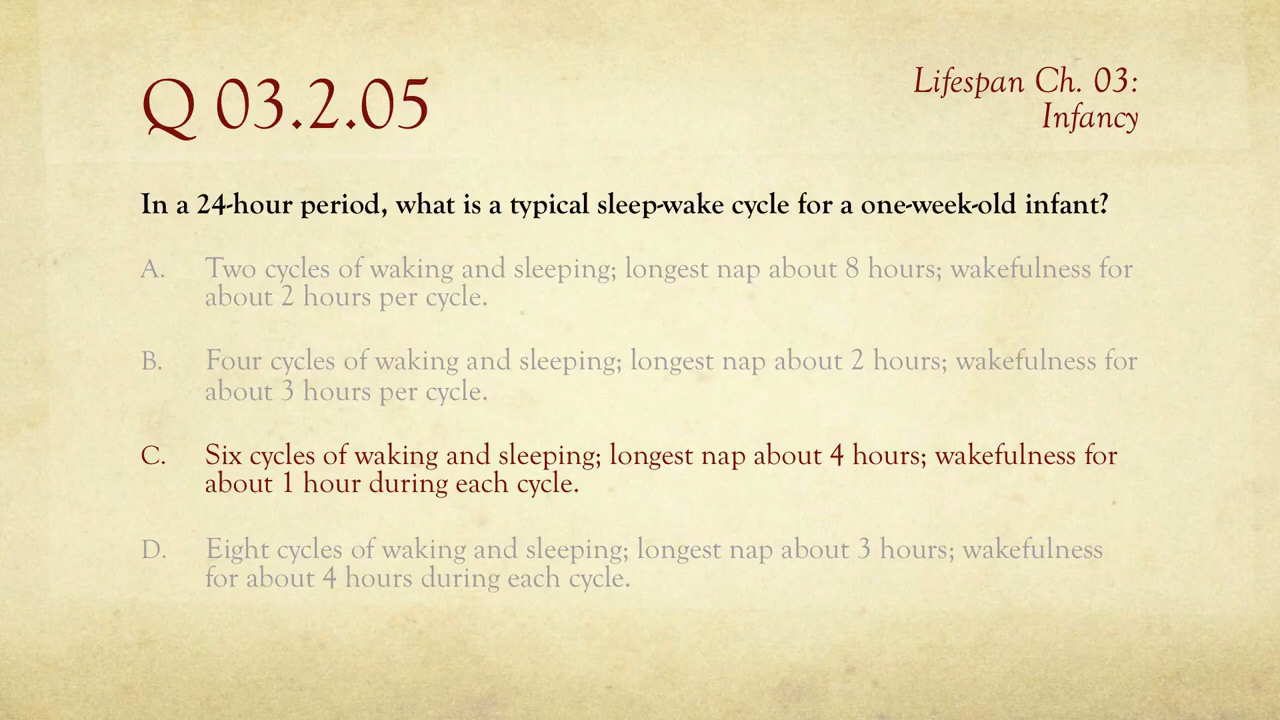 Q 03.2.05
Lifespan Ch. 03:
Infancy
In a 24-hour period, what is a typical sleep-wake cycle for a one-week-old infant?
A. Two cycles of waking and sleeping; longest nap about 8 hours; wakefulness for
about 2 hours per cycle.
B. Four cycles of waking and sleeping; longest nap about 2 hours; wakefulness for
about 3 hours per cycle.
C. Six cycles of waking and sleeping; longest nap about 4 hours; wakefulness for
about 1 hour during each cycle.
D. Eight cycles of waking and sleeping; longest nap about 3 hours; wakefulness
for about 4 hours during each cycle.